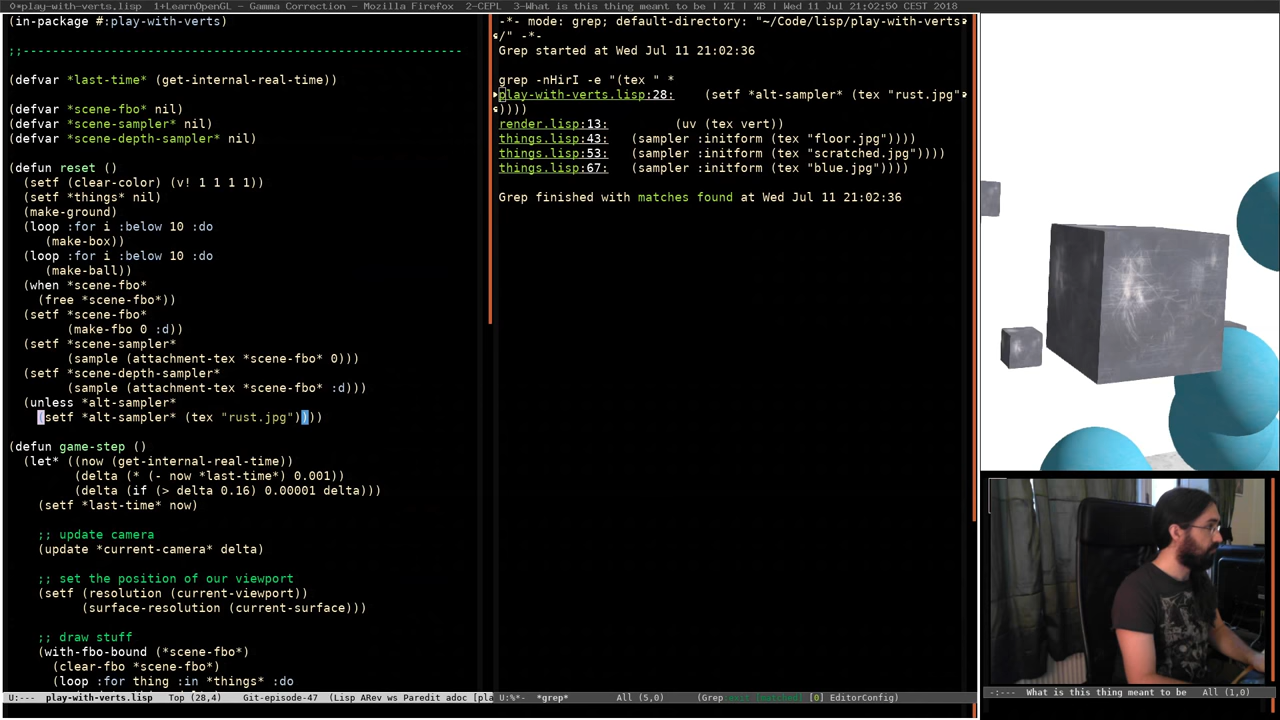 0*play-with-verts.lisp  1+LearnOpenGL - Gamma Correction - Mozilla Firefox  2-CEPL  3-What is this thing meant to be | %I | %B | Wed Jul 11 21:02:50 CEST 2018
(in-package #:play-with-verts)
;;------------------------------------------------------------
(defvar *last-time* (get-internal-real-time))
(defvar *scene-fbo* nil)
(defvar *scene-sampler* nil)
(defvar *scene-depth-sampler* nil)
(defun reset ()
  (setf (clear-color) (v! 1 1 1 1))
  (setf *things* nil)
  (make-ground)
  (loop :for i :below 10 :do
     (make-box))
  (loop :for i :below 10 :do
     (make-ball))
  (when *scene-fbo*
    (free *scene-fbo*))
  (setf *scene-fbo*
        (make-fbo 0 :d))
  (setf *scene-sampler*
        (sample (attachment-tex *scene-fbo* 0)))
  (setf *scene-depth-sampler*
        (sample (attachment-tex *scene-fbo* :d)))
  (unless *alt-sampler*
    (setf *alt-sampler* (tex "rust.jpg"))))
(defun game-step ()
  (let* ((now (get-internal-real-time))
         (delta (* (- now *last-time*) 0.001))
         (delta (if (> delta 0.16) 0.00001 delta)))
    (setf *last-time* now)
    ;; update camera
    (update *current-camera* delta)
    ;; set the position of our viewport
    (setf (resolution (current-viewport))
          (surface-resolution (current-surface)))
    ;; draw stuff
    (with-fbo-bound (*scene-fbo*)
      (clear-fbo *scene-fbo*)
      (loop :for thing :in *things* :do
U:---  play-with-verts.lisp   Top (28,4)   Git-episode-47  (Lisp ARev ws Paredit adoc [pla
-*- mode: grep; default-directory: "~/Code/lisp/play-with-verts
/" -*-
Grep started at Wed Jul 11 21:02:36
grep -nHirI -e "(tex " *
play-with-verts.lisp:28:    (setf *alt-sampler* (tex "rust.jpg"
))))
render.lisp:13:         (uv (tex vert))
things.lisp:43:   (sampler :initform (tex "floor.jpg"))))
things.lisp:53:   (sampler :initform (tex "scratched.jpg"))))
things.lisp:67:   (sampler :initform (tex "blue.jpg"))))
Grep finished with matches found at Wed Jul 11 21:02:36
U:%*-  *grep*          All (5,0)      (Grep:exit [matched] [0] EditorConfig)
-:---  What is this thing meant to be   All (1,0)